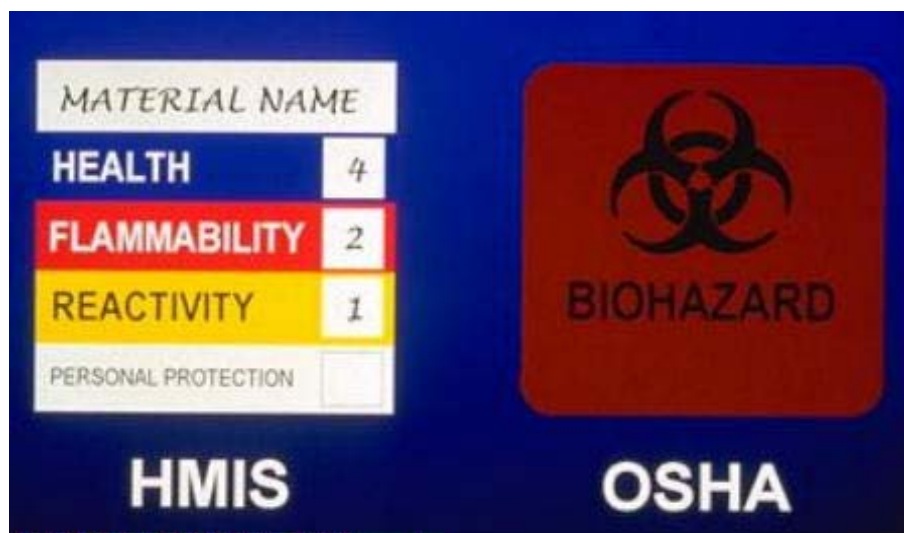 MATERIAL NAME
HEALTH 4
FLAMMABILITY 2
REACTIVITY 1
PERSONAL PROTECTION
HMIS
BIOHAZARD
OSHA